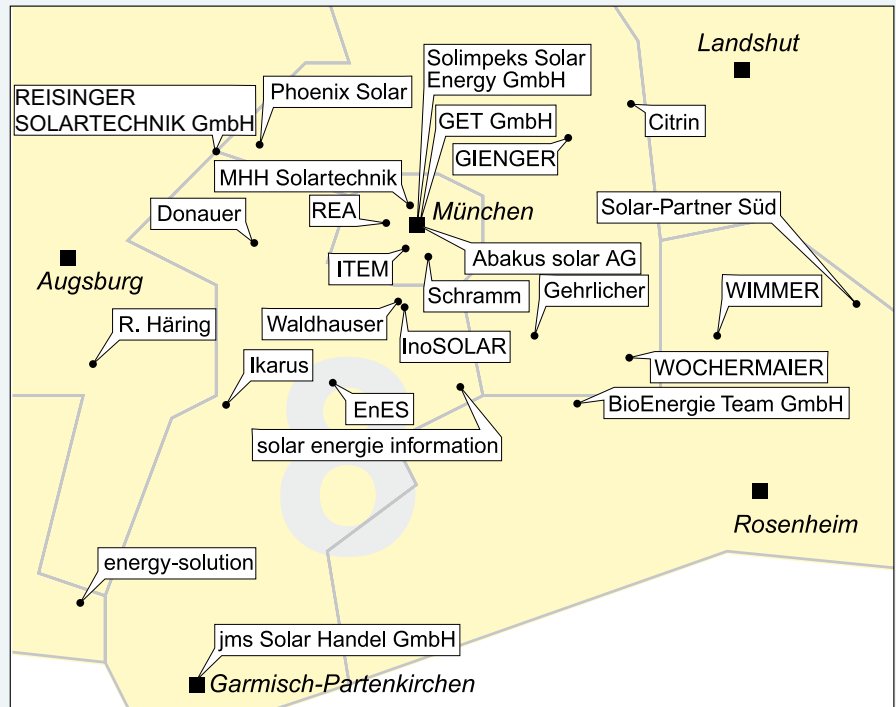 Solimpeks Solar
Energy GmbH
Landshut
REISINGER
SOLARTECHNIK GmbH
Phoenix Solar
GET GmbH
Citrin
GIENGER
MHH Solartechnik
Donauer
REA
München
Solar-Partner Süd
Augsburg
ITEM
Abakus solar AG
Schramm
Gehrlicher
WIMMER
R. Häring
Waldhauser
InoSOLAR
Ikarus
WOCHERMAIER
EnES
BioEnergie Team GmbH
solar energie information
8
Rosenheim
energy-solution
jms Solar Handel GmbH
Garmisch-Partenkirchen